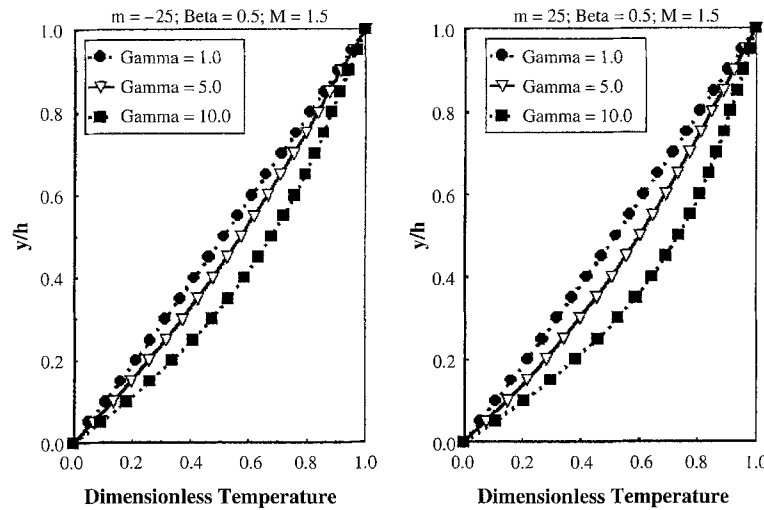 m = −25; Beta = 0.5; M = 1.5
1.0
0.8
0.6
0.4
0.2
0.0
y/h
Gamma = 1.0
Gamma = 5.0
Gamma = 10.0
0.0 0.2 0.4 0.6 0.8 1.0
Dimensionless Temperature
m = 25; Beta = 0.5; M = 1.5
1.0
0.8
0.6
0.4
0.2
0.0
y/h
Gamma = 1.0
Gamma = 5.0
Gamma = 10.0
0.0 0.2 0.4 0.6 0.8 1.0
Dimensionless Temperature